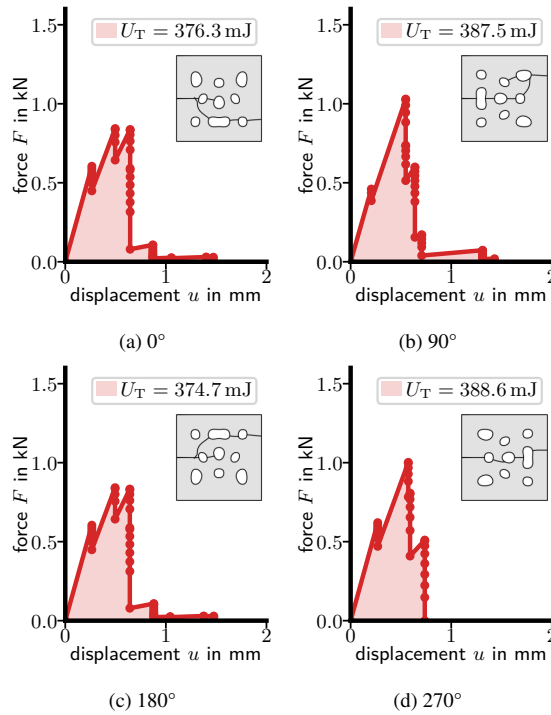 1.5
1.0
0.5
0.0
force F in kN
U_T = 376.3 mJ
0 1 2
displacement u in mm
(a) 0°
1.5
1.0
0.5
0.0
force F in kN
U_T = 387.5 mJ
0 1 2
displacement u in mm
(b) 90°
1.5
1.0
0.5
0.0
force F in kN
U_T = 374.7 mJ
0 1 2
displacement u in mm
(c) 180°
1.5
1.0
0.5
0.0
force F in kN
U_T = 388.6 mJ
0 1 2
displacement u in mm
(d) 270°